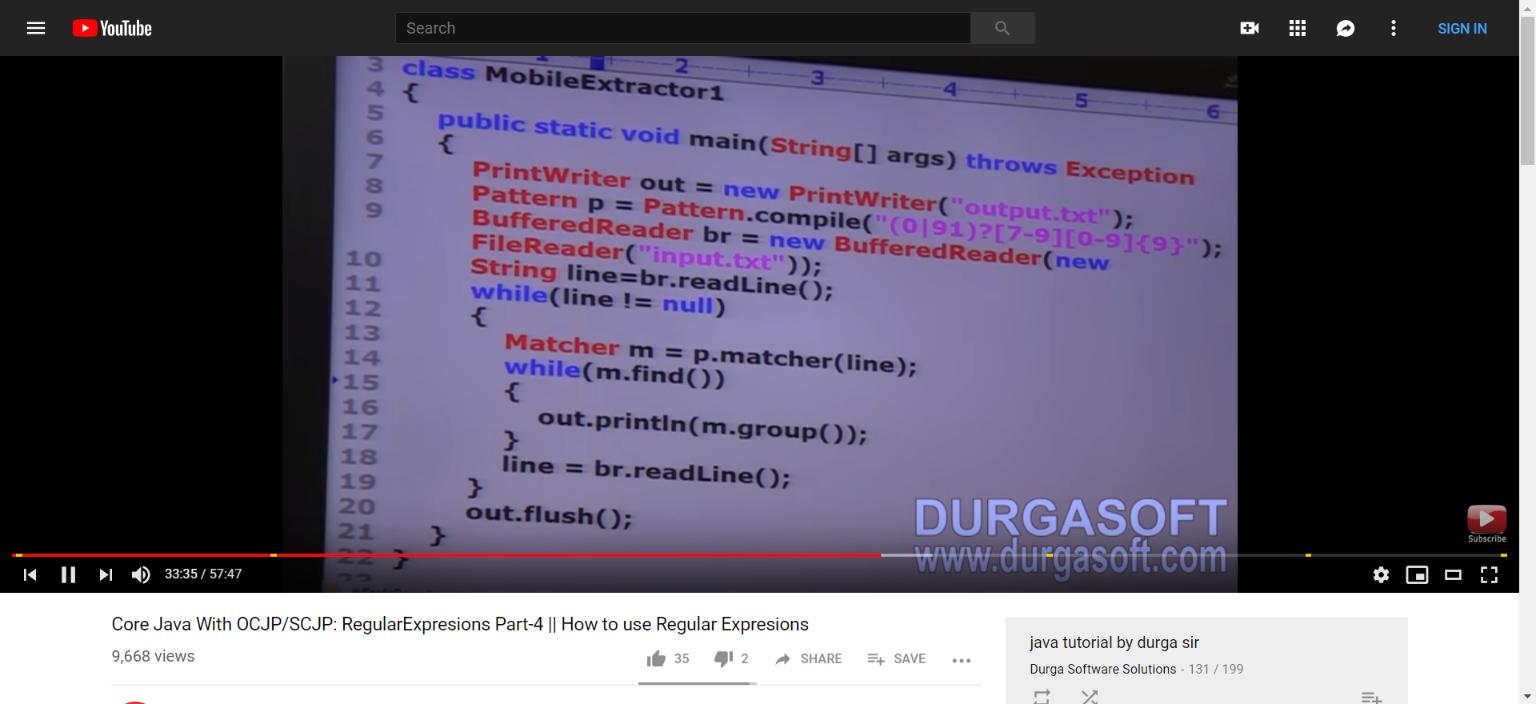 YouTube
Search
SIGN IN
1 2 3 4 5 6
3 class MobileExtractor1
4 {
5 public static void main(String[] args) throws Exception
6 {
7 PrintWriter out = new PrintWriter("output.txt");
8 Pattern p = Pattern.compile("(0|91)?[7-9][0-9]{9}");
9 BufferedReader br = new BufferedReader(new
FileReader("input.txt"));
10 String line=br.readLine();
11 while(line != null)
12 {
13 Matcher m = p.matcher(line);
14 while(m.find())
15 {
16 out.println(m.group());
17 }
18 line = br.readLine();
19 }
20 out.flush();
21 }
22 }
23
DURGASOFT
www.durgasoft.com
Subscribe
33:35 / 57:47
Core Java With OCJP/SCJP: RegularExpresions Part-4 || How to use Regular Expresions
9,668 views
35
2
SHARE
SAVE
java tutorial by durga sir
Durga Software Solutions - 131 / 199